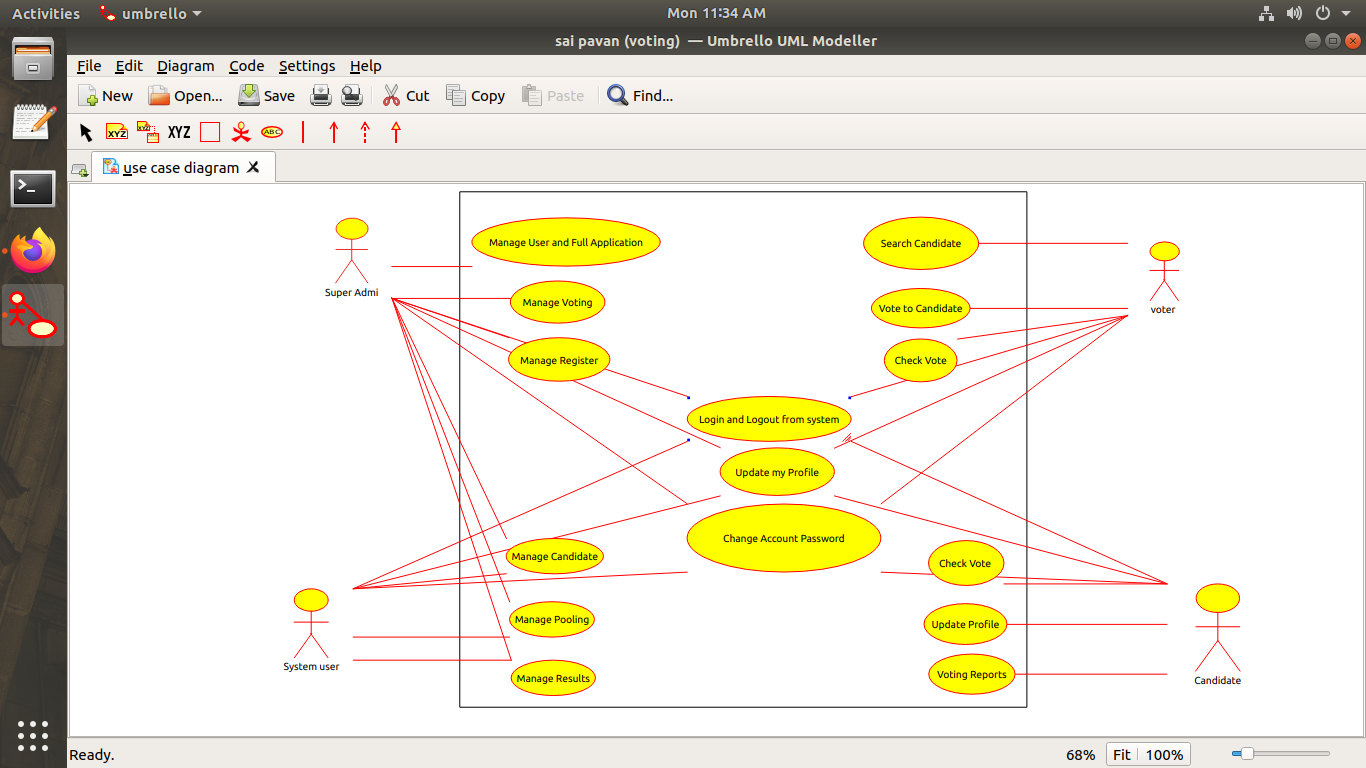 Activities umbrello Mon 11:34 AM
sai pavan (voting) — Umbrello UML Modeller
File Edit Diagram Code Settings Help
New Open... Save Cut Copy Paste Find...
XYZ XYZ XYZ ABC
use case diagram
Manage User and Full Application
Search Candidate
Super Admi
Manage Voting
Vote to Candidate
voter
Manage Register
Check Vote
Login and Logout from system
Update my Profile
Change Account Password
Manage Candidate
Check Vote
Manage Pooling
Update Profile
System user
Manage Results
Voting Reports
Candidate
Ready. 68% Fit 100%